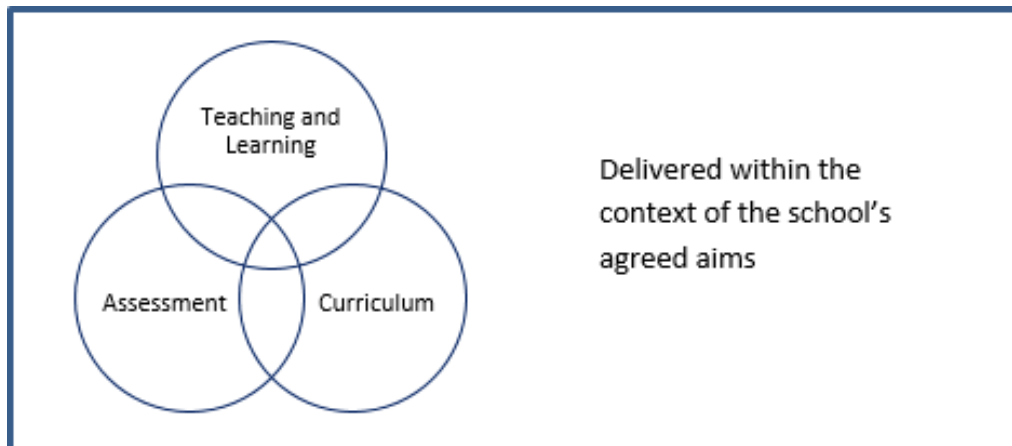 Teaching and
Learning
Assessment
Curriculum
Delivered within the
context of the school’s
agreed aims